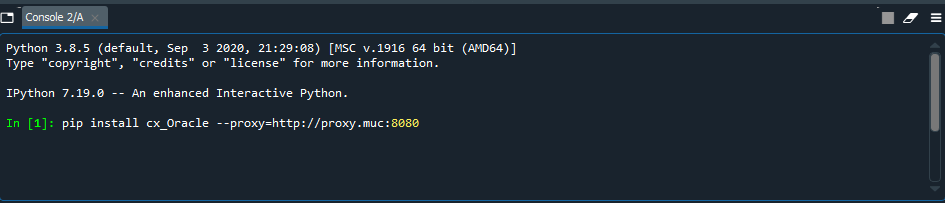 Console 2/A
Python 3.8.5 (default, Sep  3 2020, 21:29:08) [MSC v.1916 64 bit (AMD64)]
Type "copyright", "credits" or "license" for more information.
IPython 7.19.0 -- An enhanced Interactive Python.
In [1]: pip install cx_Oracle --proxy=http://proxy.muc:8080